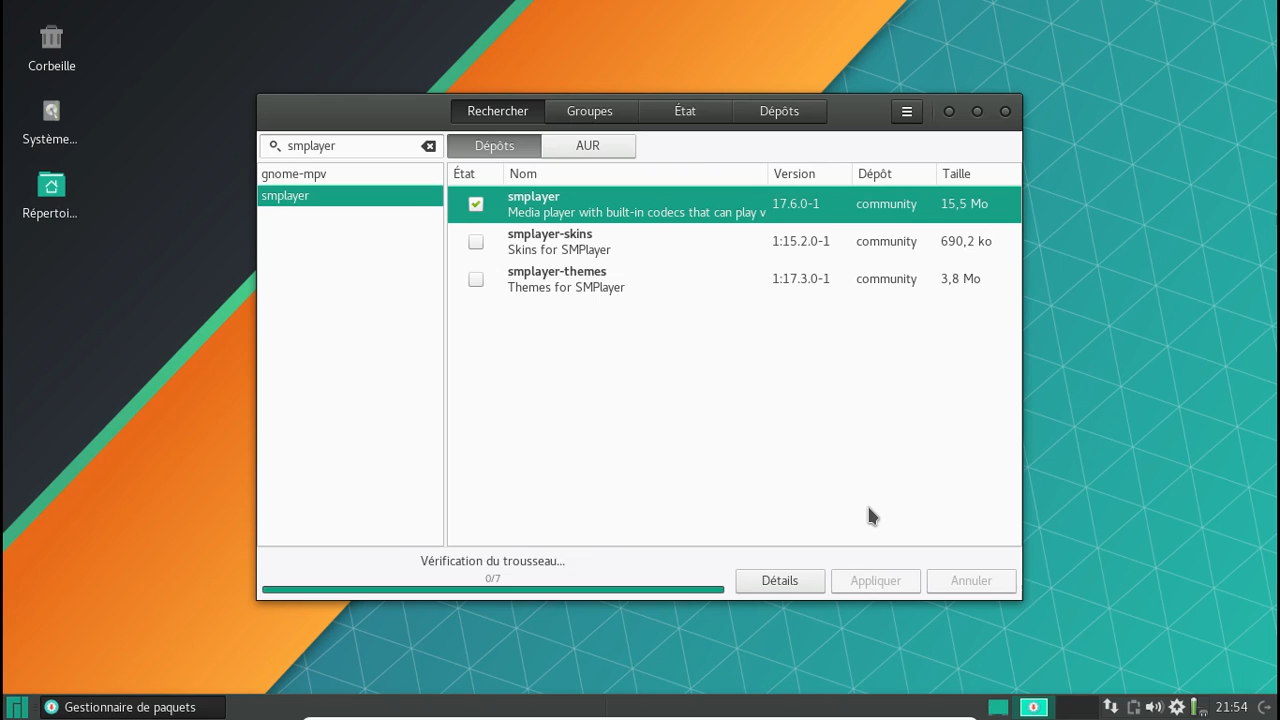 Corbeille
Système...
Répertoi...
Rechercher
Groupes
État
Dépôts
smplayer
Dépôts
AUR
gnome-mpv
smplayer
État
Nom
Version
Dépôt
Taille
smplayer
Media player with built-in codecs that can play v
17.6.0-1
community
15,5 Mo
smplayer-skins
Skins for SMPlayer
1:15.2.0-1
community
690,2 ko
smplayer-themes
Themes for SMPlayer
1:17.3.0-1
community
3,8 Mo
Vérification du trousseau...
0/7
Détails
Appliquer
Annuler
Gestionnaire de paquets
21:54